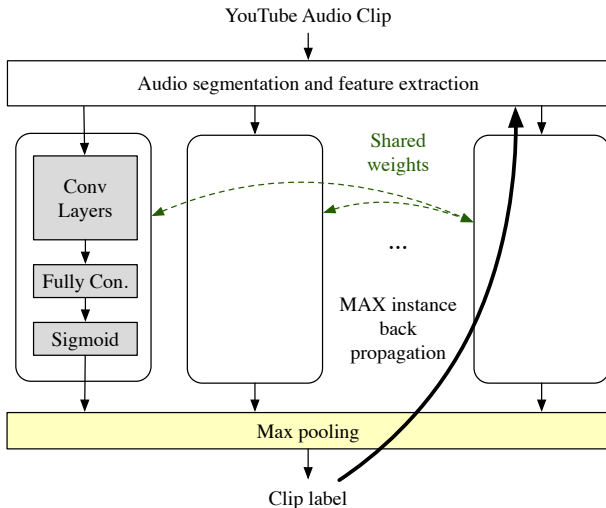 YouTube Audio Clip
Audio segmentation and feature extraction
Shared
weights
Conv
Layers
...
Fully Con.
MAX instance
back
propagation
Sigmoid
Max pooling
Clip label